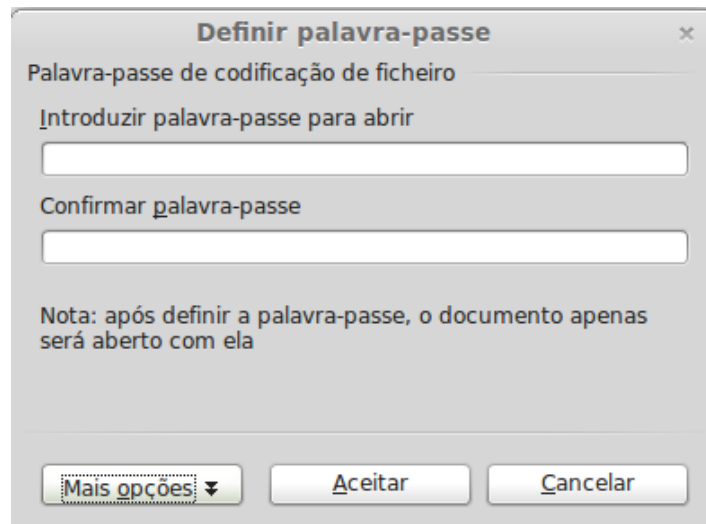 Definir palavra-passe
Palavra-passe de codificação de ficheiro
Introduzir palavra-passe para abrir
Confirmar palavra-passe
Nota: após definir a palavra-passe, o documento apenas
será aberto com ela
Mais opções Aceitar Cancelar